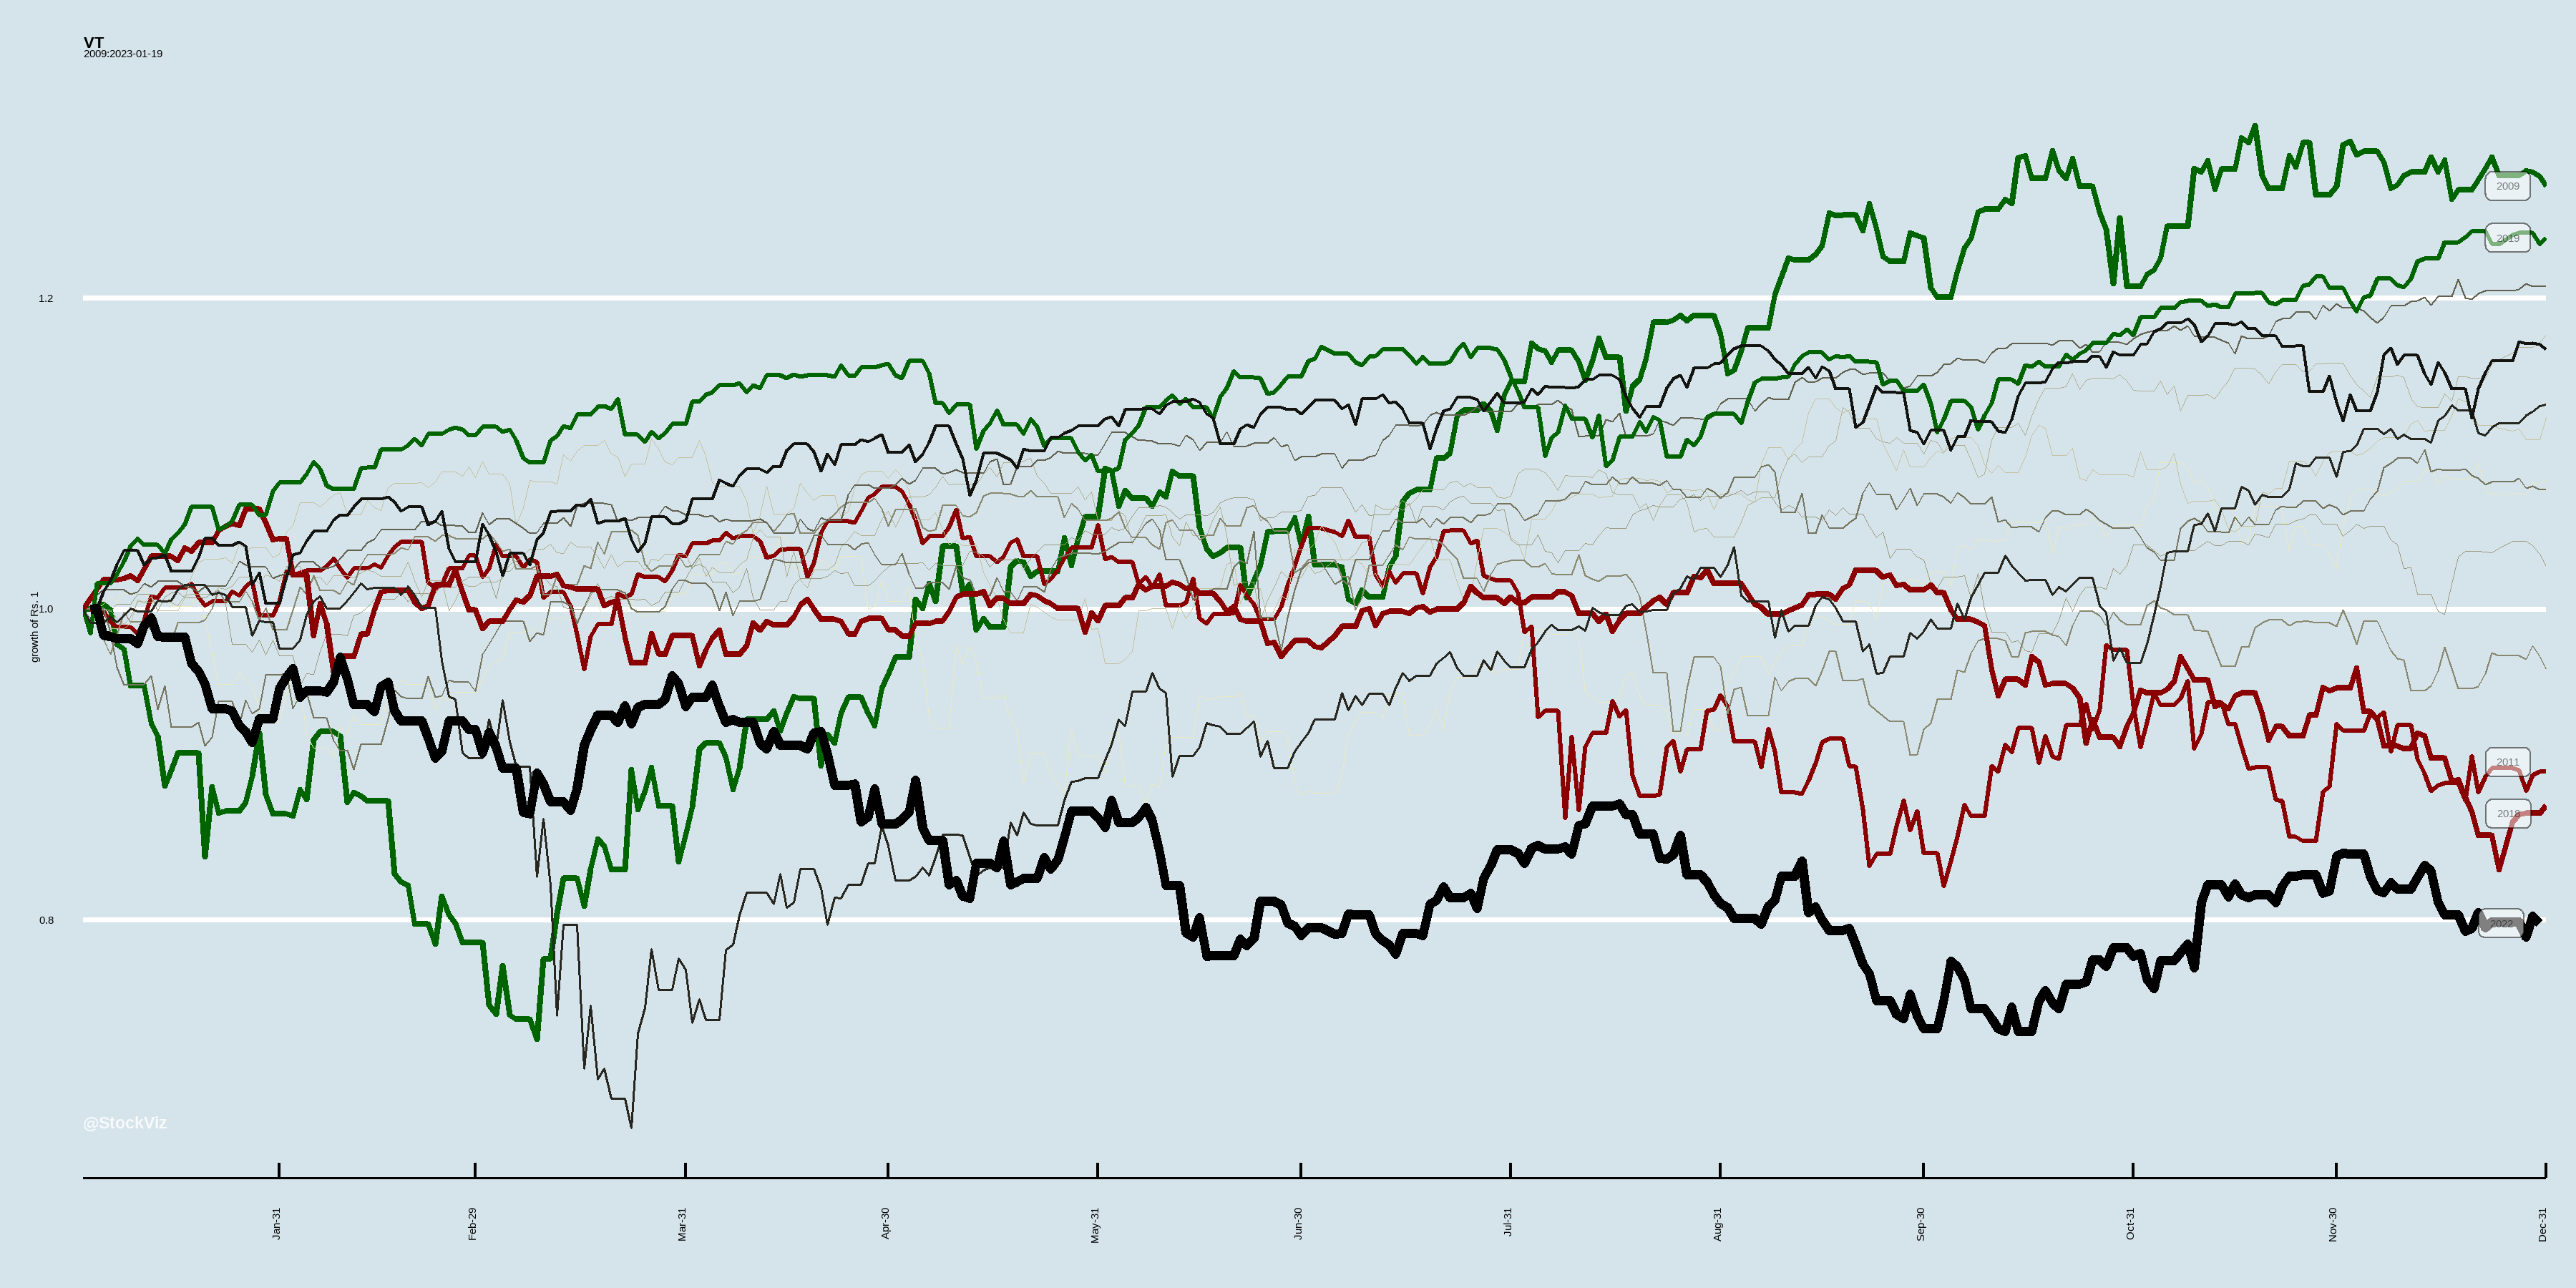 VT
2009:2023-01-19
2009
2019
1.2
growth of Rs. 1
1.0
2011
2018
0.8
2022
@StockViz
Jan-31
Feb-29
Mar-31
Apr-30
May-31
Jun-30
Jul-31
Aug-31
Sep-30
Oct-31
Nov-30
Dec-31